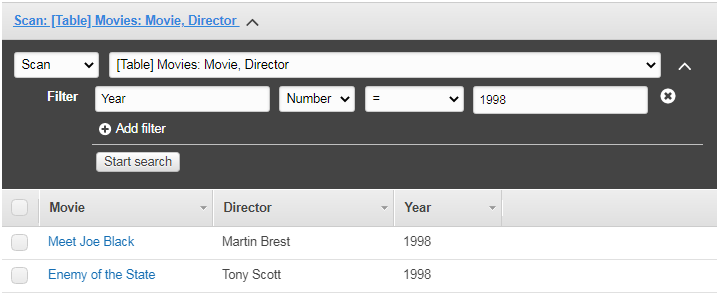 Scan: [Table] Movies: Movie, Director
Scan [Table] Movies: Movie, Director
Filter Year Number = 1998
Add filter
Start search
Movie Director Year
Meet Joe Black Martin Brest 1998
Enemy of the State Tony Scott 1998